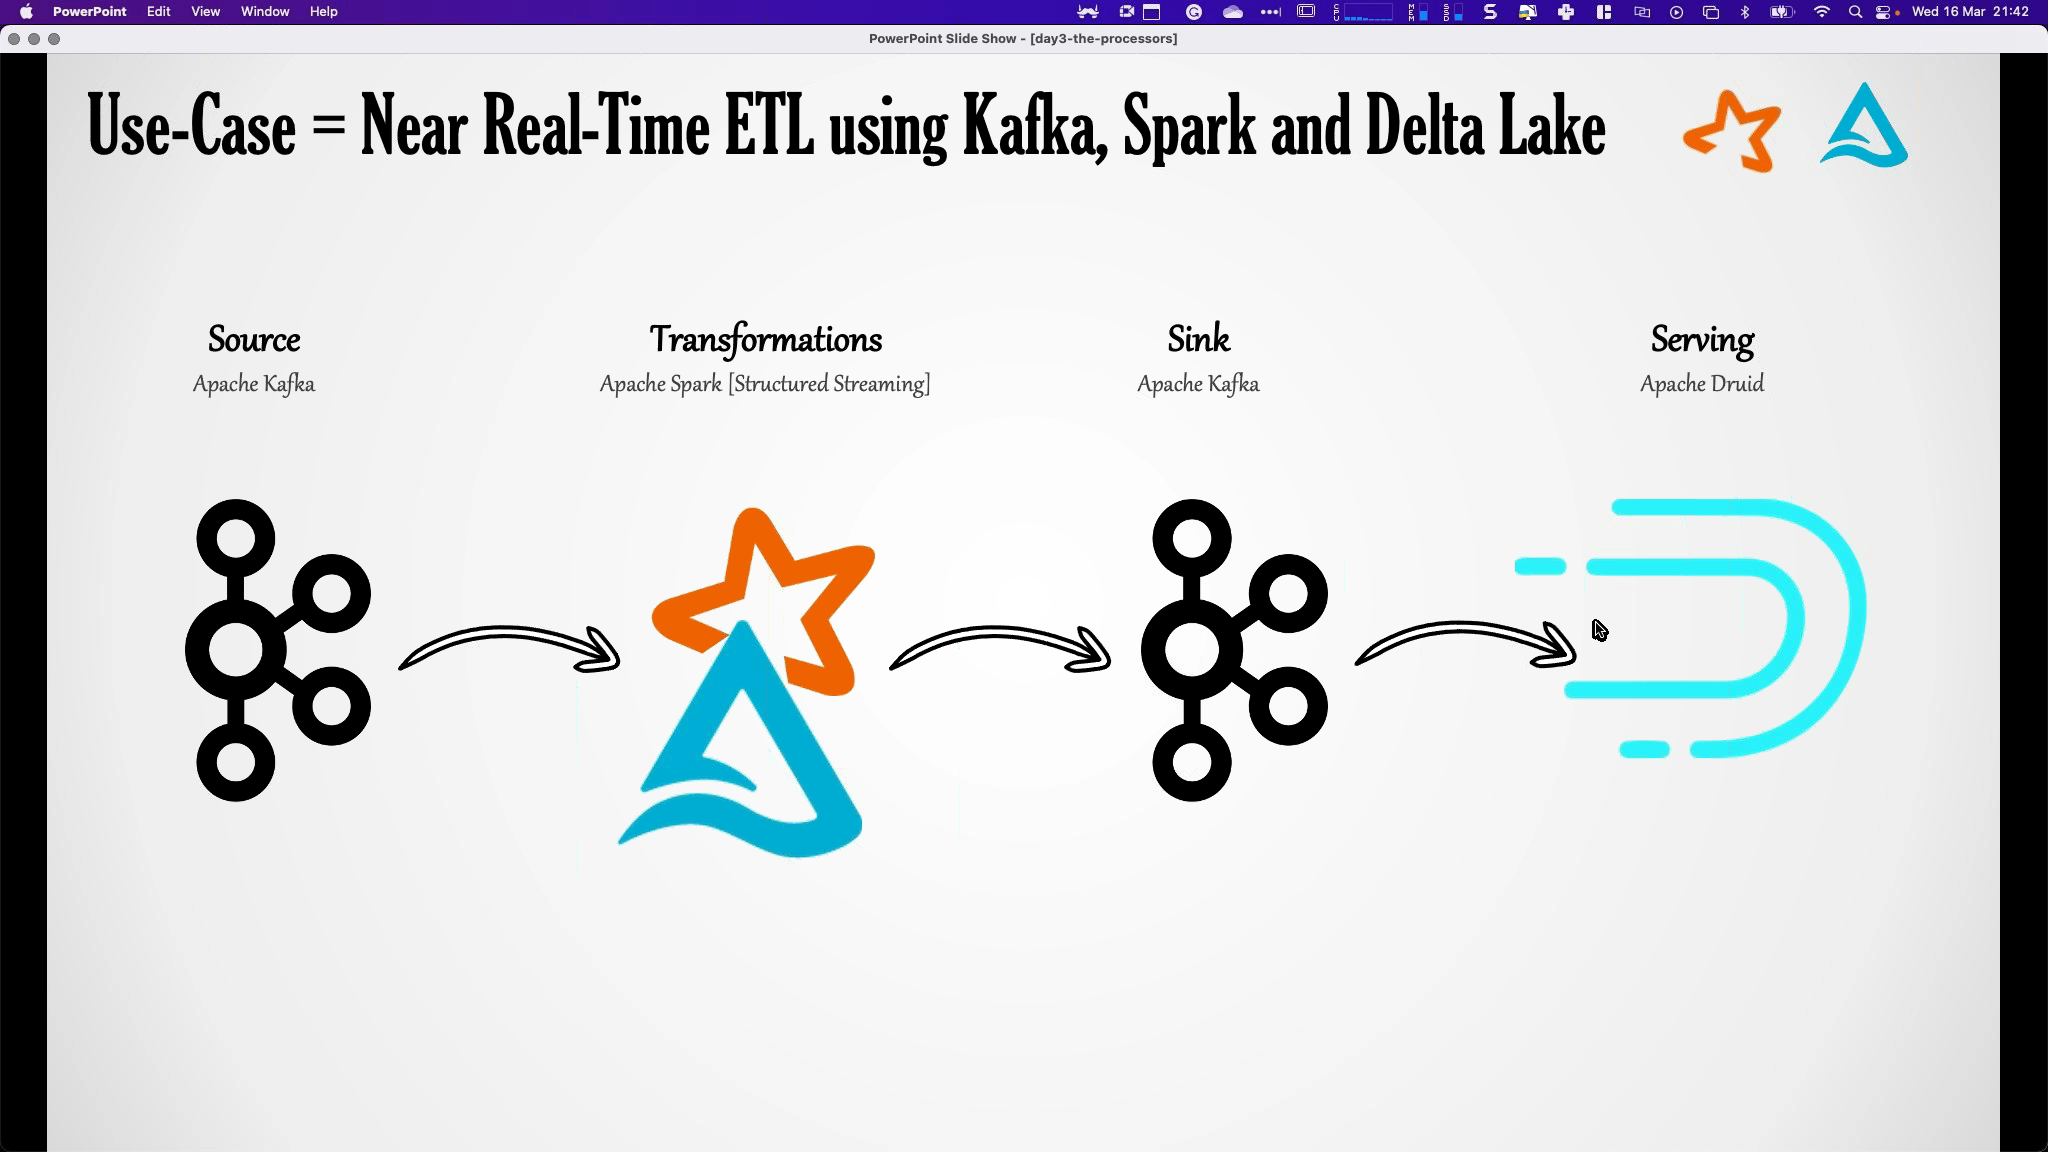 PowerPoint Edit View Window Help
Wed 16 Mar 21:42
PowerPoint Slide Show - [day3-the-processors]
Use-Case = Near Real-Time ETL using Kafka, Spark and Delta Lake
Source
Apache Kafka
Transformations
Apache Spark [Structured Streaming]
Sink
Apache Kafka
Serving
Apache Druid